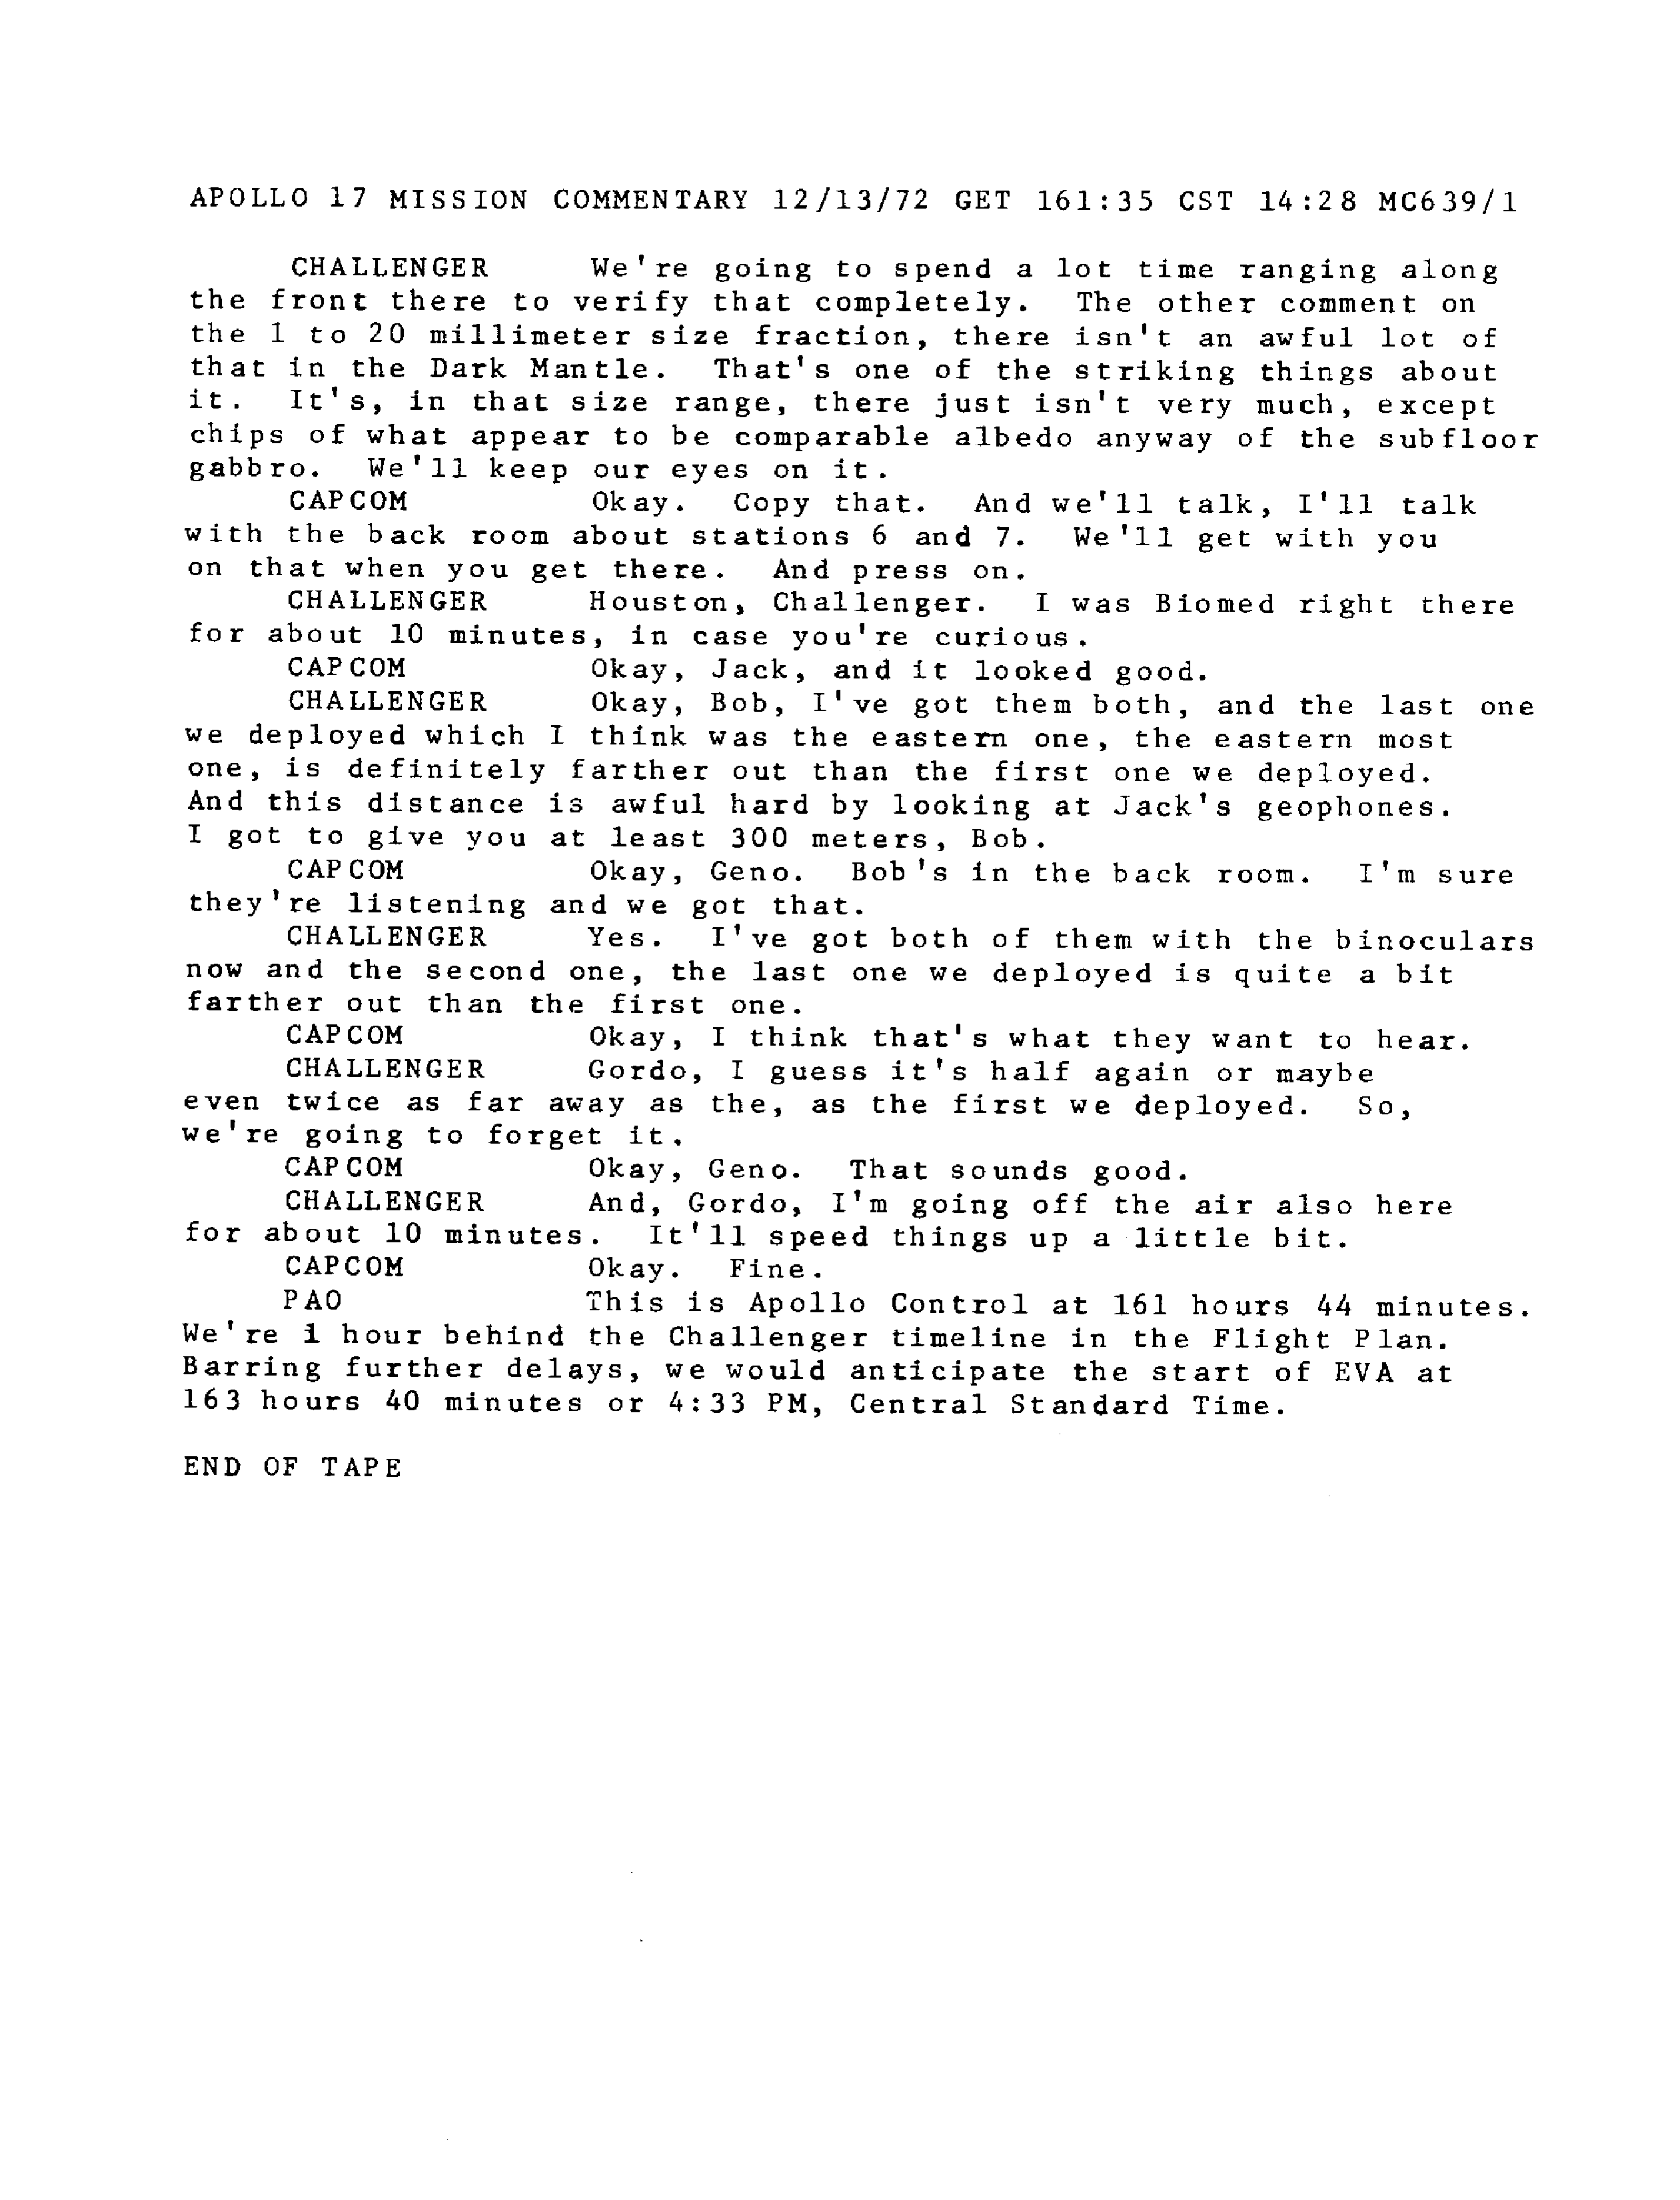 APOLLO 17 MISSION COMMENTARY 12/13/72 GET 161:35 CST 14:28 MC639/1
CHALLENGER We're going to spend a lot time ranging along
the front there to verify that completely. The other comment on
the 1 to 20 millimeter size fraction, there isn't an awful lot of
that in the Dark Mantle. That's one of the striking things about
it. It's, in that size range, there just isn't very much, except
chips of what appear to be comparable albedo anyway of the subfloor
gabbro. We'll keep our eyes on it.
CAPCOM Okay. Copy that. And we'll talk, I'll talk
with the back room about stations 6 and 7. We'll get with you
on that when you get there. And press on.
CHALLENGER Houston, Challenger. I was Biomed right there
for about 10 minutes, in case you're curious.
CAPCOM Okay, Jack, and it looked good.
CHALLENGER Okay, Bob, I've got them both, and the last one
we deployed which I think was the eastern one, the eastern most
one, is definitely farther out than the first one we deployed.
And this distance is awful hard by looking at Jack's geophones.
I got to give you at least 300 meters, Bob.
CAPCOM Okay, Geno. Bob's in the back room. I'm sure
they're listening and we got that.
CHALLENGER Yes. I've got both of them with the binoculars
now and the second one, the last one we deployed is quite a bit
farther out than the first one.
CAPCOM Okay, I think that's what they want to hear.
CHALLENGER Gordo, I guess it's half again or maybe
even twice as far away as the, as the first we deployed. So,
we're going to forget it.
CAPCOM Okay, Geno. That sounds good.
CHALLENGER And, Gordo, I'm going off the air also here
for about 10 minutes. It'll speed things up a little bit.
CAPCOM Okay. Fine.
PAO This is Apollo Control at 161 hours 44 minutes.
We're 1 hour behind the Challenger timeline in the Flight Plan.
Barring further delays, we would anticipate the start of EVA at
163 hours 40 minutes or 4:33 PM, Central Standard Time.
END OF TAPE